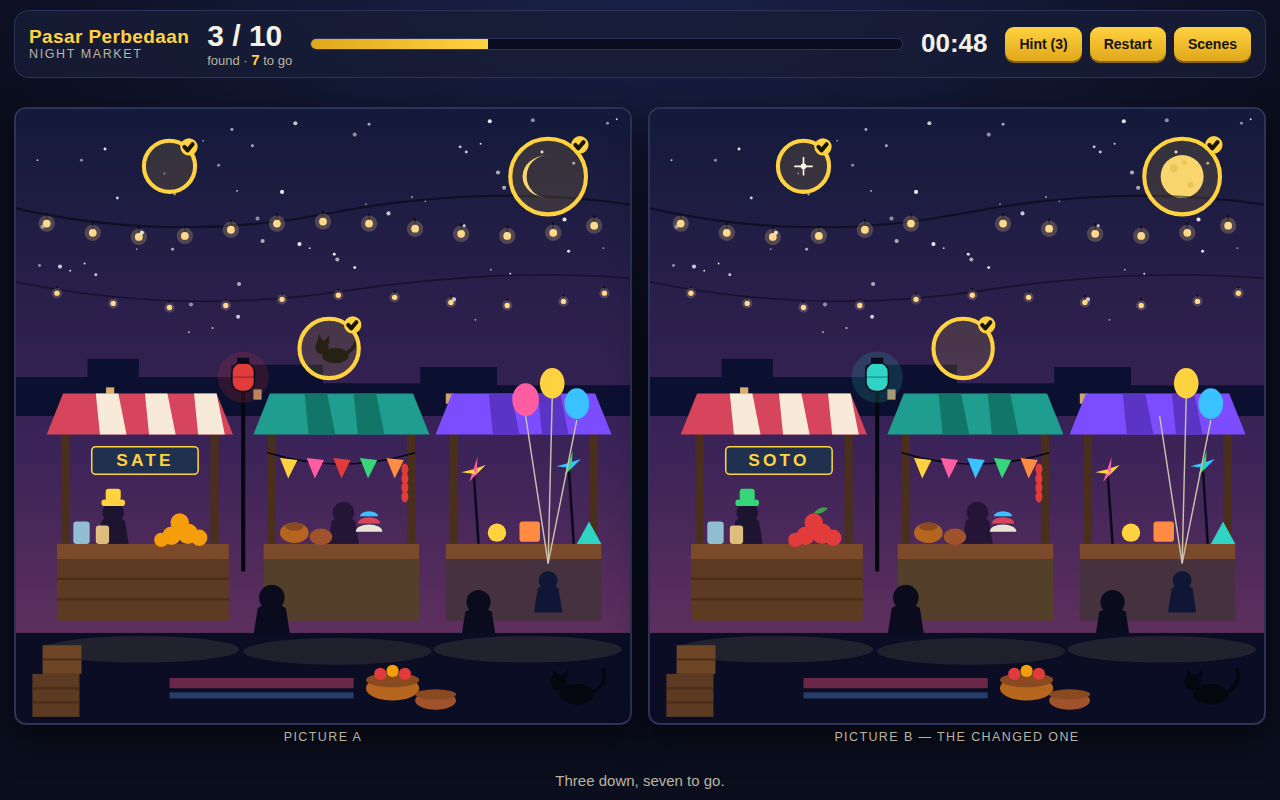 Pasar Perbedaan
NIGHT MARKET
3 / 10
found · 7 to go
00:48
Hint (3)
Restart
Scenes
SATE
SOTO
PICTURE A
PICTURE B — THE CHANGED ONE
Three down, seven to go.